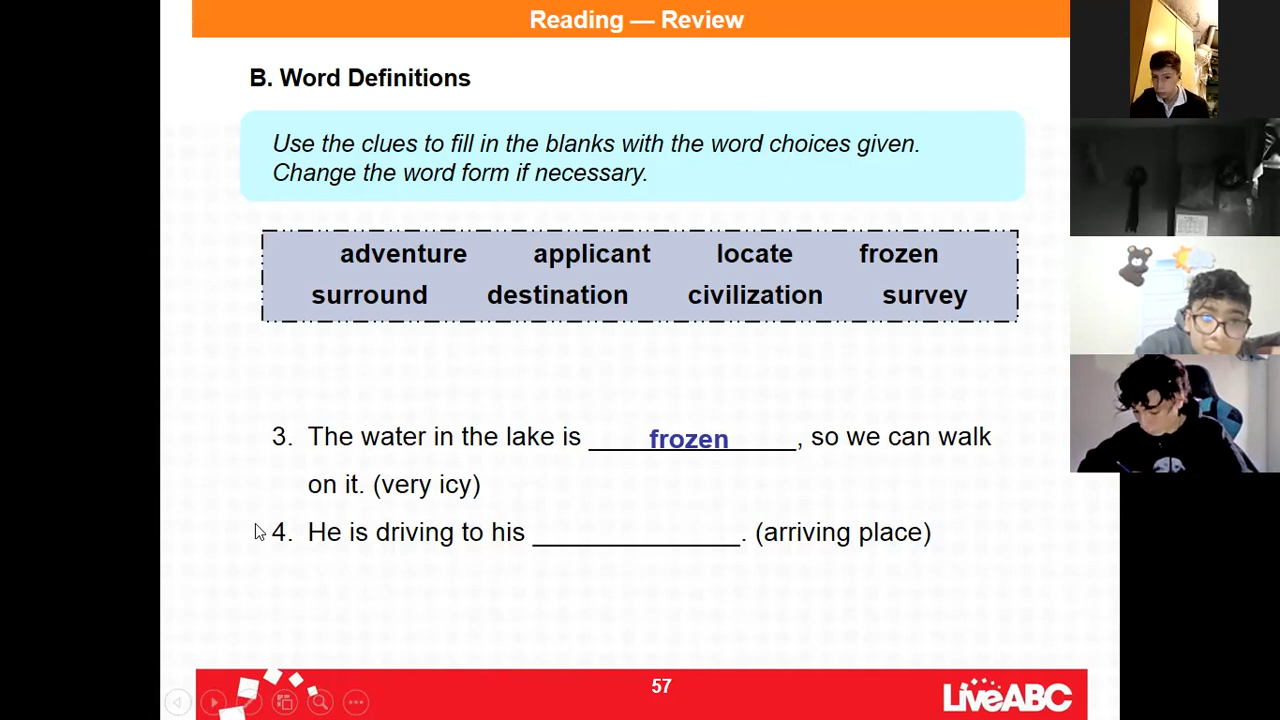 Reading — Review
B. Word Definitions
Use the clues to fill in the blanks with the word choices given.
Change the word form if necessary.
adventure applicant locate frozen
surround destination civilization survey
3. The water in the lake is ___frozen___, so we can walk
on it. (very icy)
4. He is driving to his ______________. (arriving place)
57
LiveABC